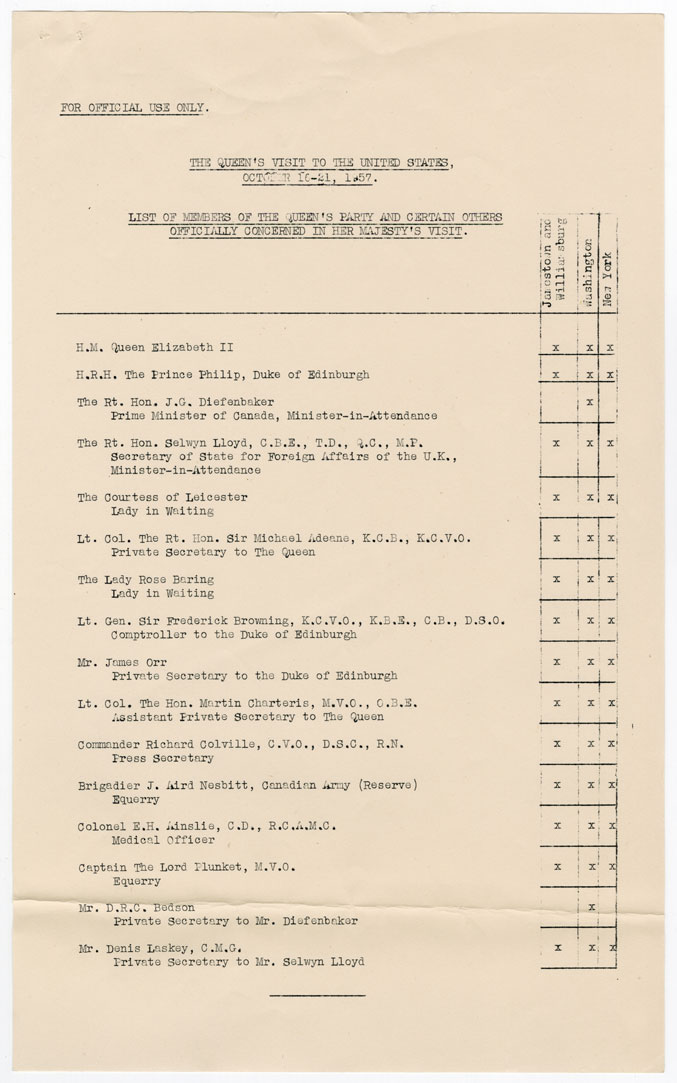 FOR OFFICIAL USE ONLY.
THE QUEEN'S VISIT TO THE UNITED STATES,
OCTOBER 16-21, 1957.
LIST OF MEMBERS OF THE QUEEN'S PARTY AND CERTAIN OTHERS
OFFICIALLY CONCERNED IN HER MAJESTY'S VISIT.
Jamestown and
Williamsburg
Washington
New York
H.M. Queen Elizabeth II x x x
H.R.H. The Prince Philip, Duke of Edinburgh x x x
The Rt. Hon. J.G. Diefenbaker x
Prime Minister of Canada, Minister-in-Attendance
The Rt. Hon. Selwyn Lloyd, C.B.E., T.D., Q.C., M.P. x x x
Secretary of State for Foreign Affairs of the U.K.,
Minister-in-Attendance
The Courtess of Leicester x x x
Lady in Waiting
Lt. Col. The Rt. Hon. Sir Michael Adeane, K.C.B., K.C.V.O. x x x
Private Secretary to The Queen
The Lady Rose Baring x x x
Lady in Waiting
Lt. Gen. Sir Frederick Browning, K.C.V.O., K.B.E., C.B., D.S.O. x x x
Comptroller to the Duke of Edinburgh
Mr. James Orr x x x
Private Secretary to the Duke of Edinburgh
Lt. Col. The Hon. Martin Charteris, M.V.O., O.B.E. x x x
Assistant Private Secretary to The Queen
Commander Richard Colville, C.V.O., D.S.C., R.N. x x x
Press Secretary
Brigadier J. Aird Nesbitt, Canadian Army (Reserve) x x x
Equerry
Colonel E.H. Ainslie, C.D., R.C.A.M.C. x x x
Medical Officer
Captain The Lord Plunket, M.V.O. x x x
Equerry
Mr. D.R.C. Bedson x
Private Secretary to Mr. Diefenbaker
Mr. Denis Laskey, C.M.G. x x x
Private Secretary to Mr. Selwyn Lloyd